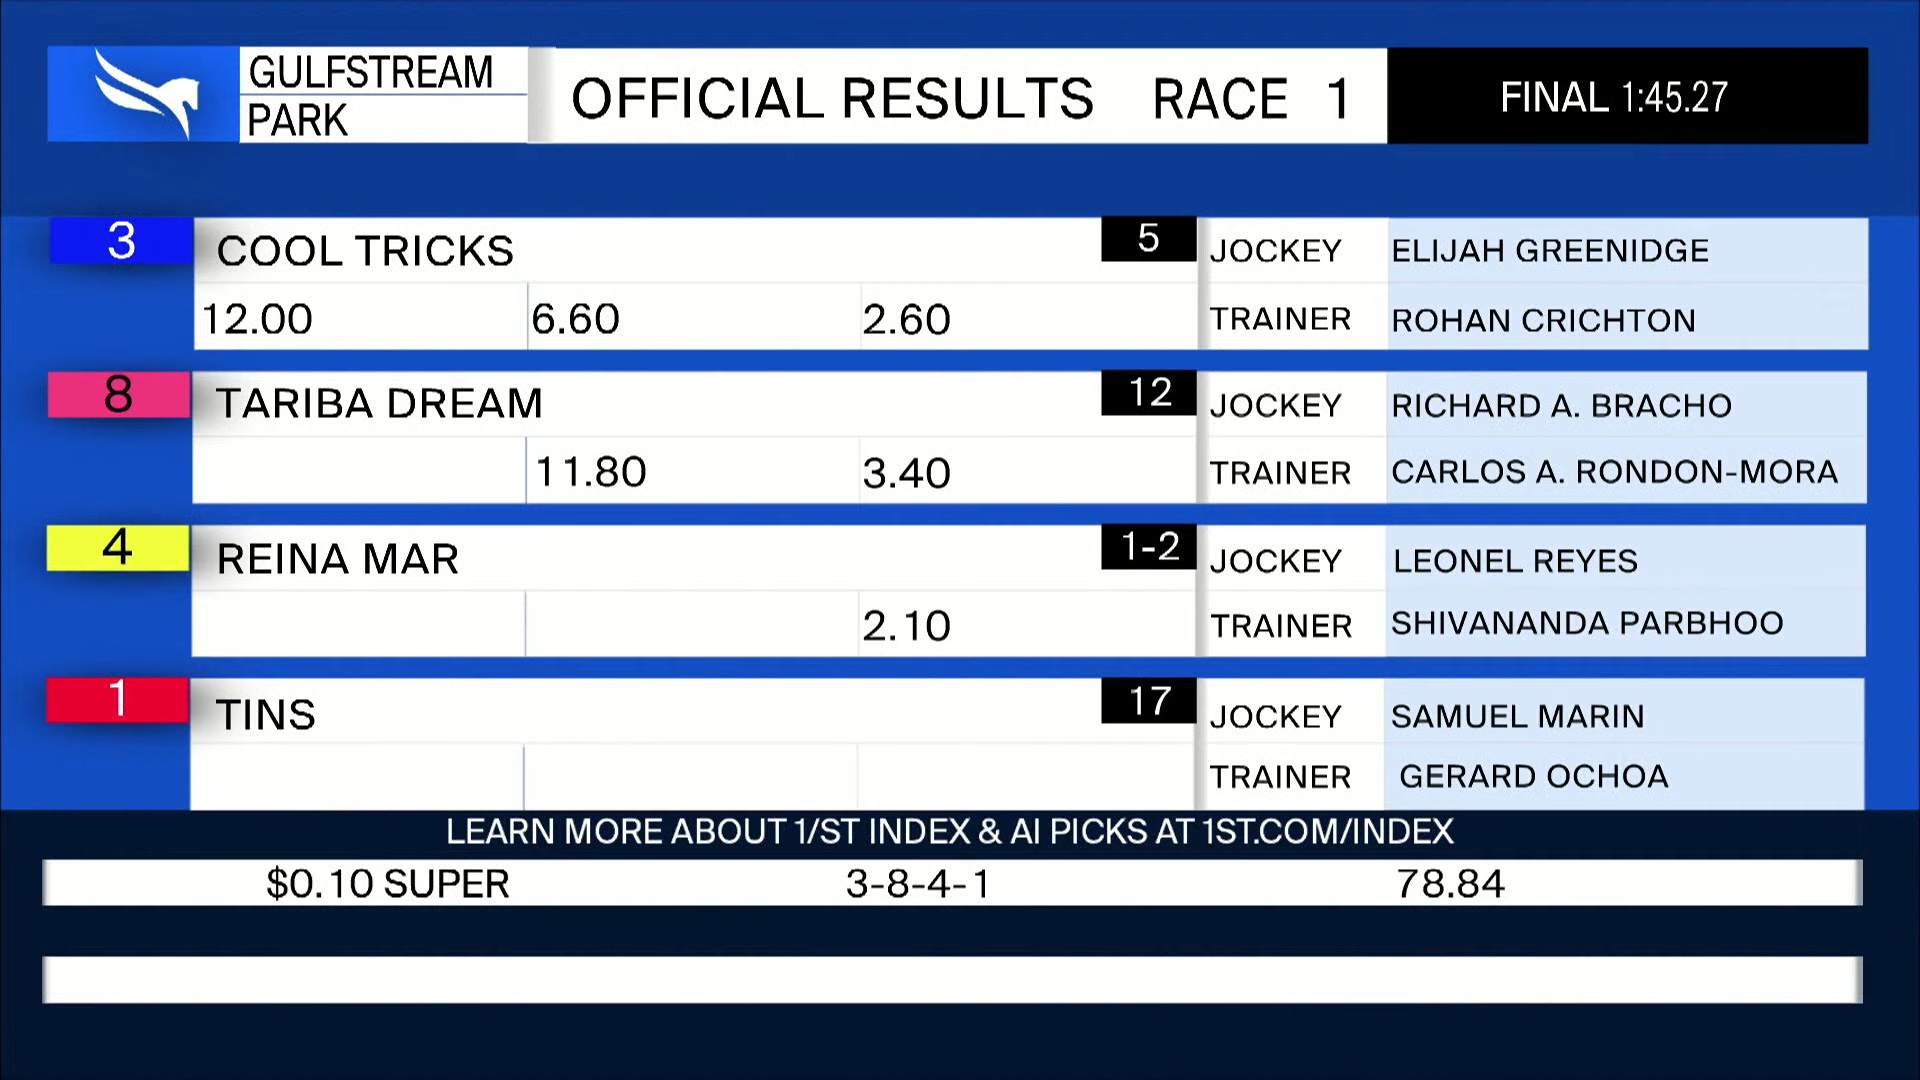 GULFSTREAM
PARK
OFFICIAL RESULTS RACE 1
FINAL 1:45.27
3
COOL TRICKS
5
JOCKEY
ELIJAH GREENIDGE
12.00
6.60
2.60
TRAINER
ROHAN CRICHTON
8
TARIBA DREAM
12
JOCKEY
RICHARD A. BRACHO
11.80
3.40
TRAINER
CARLOS A. RONDON-MORA
4
REINA MAR
1-2
JOCKEY
LEONEL REYES
2.10
TRAINER
SHIVANANDA PARBHOO
1
TINS
17
JOCKEY
SAMUEL MARIN
TRAINER
GERARD OCHOA
LEARN MORE ABOUT 1/ST INDEX & AI PICKS AT 1ST.COM/INDEX
$0.10 SUPER
3-8-4-1
78.84